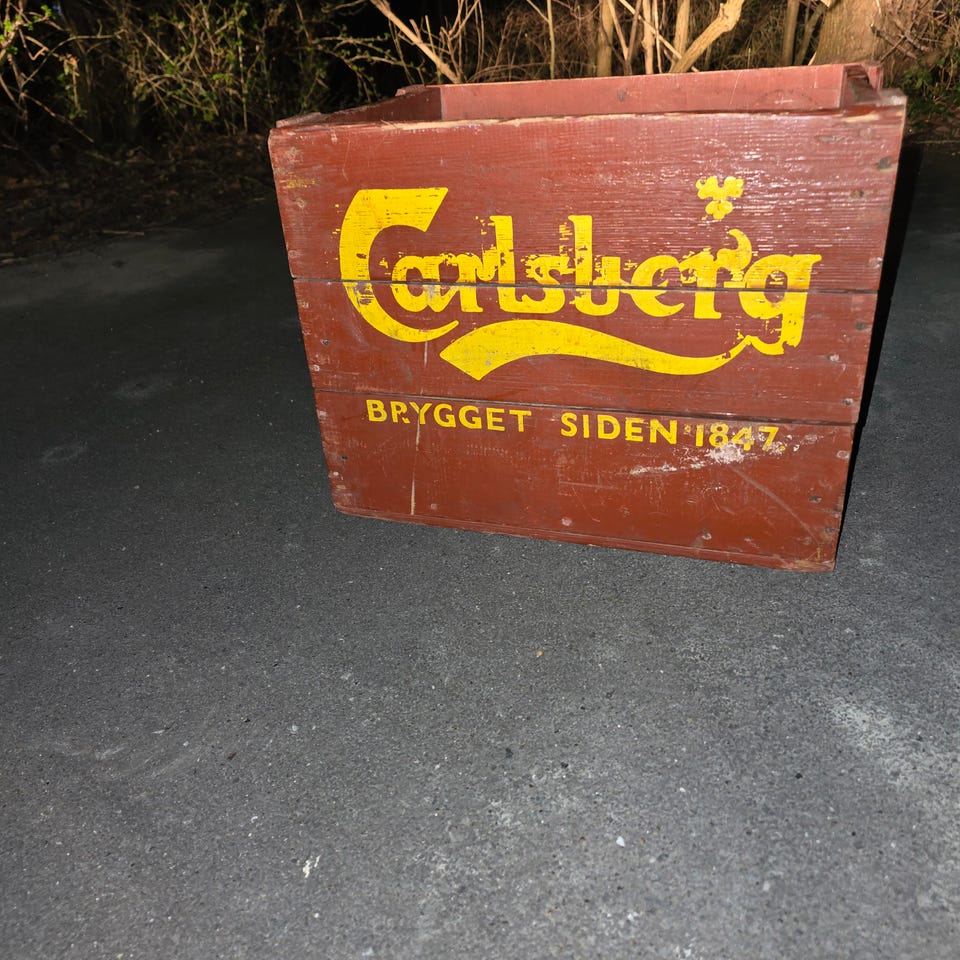 Carlsberg
BRYGGET SIDEN 1847.